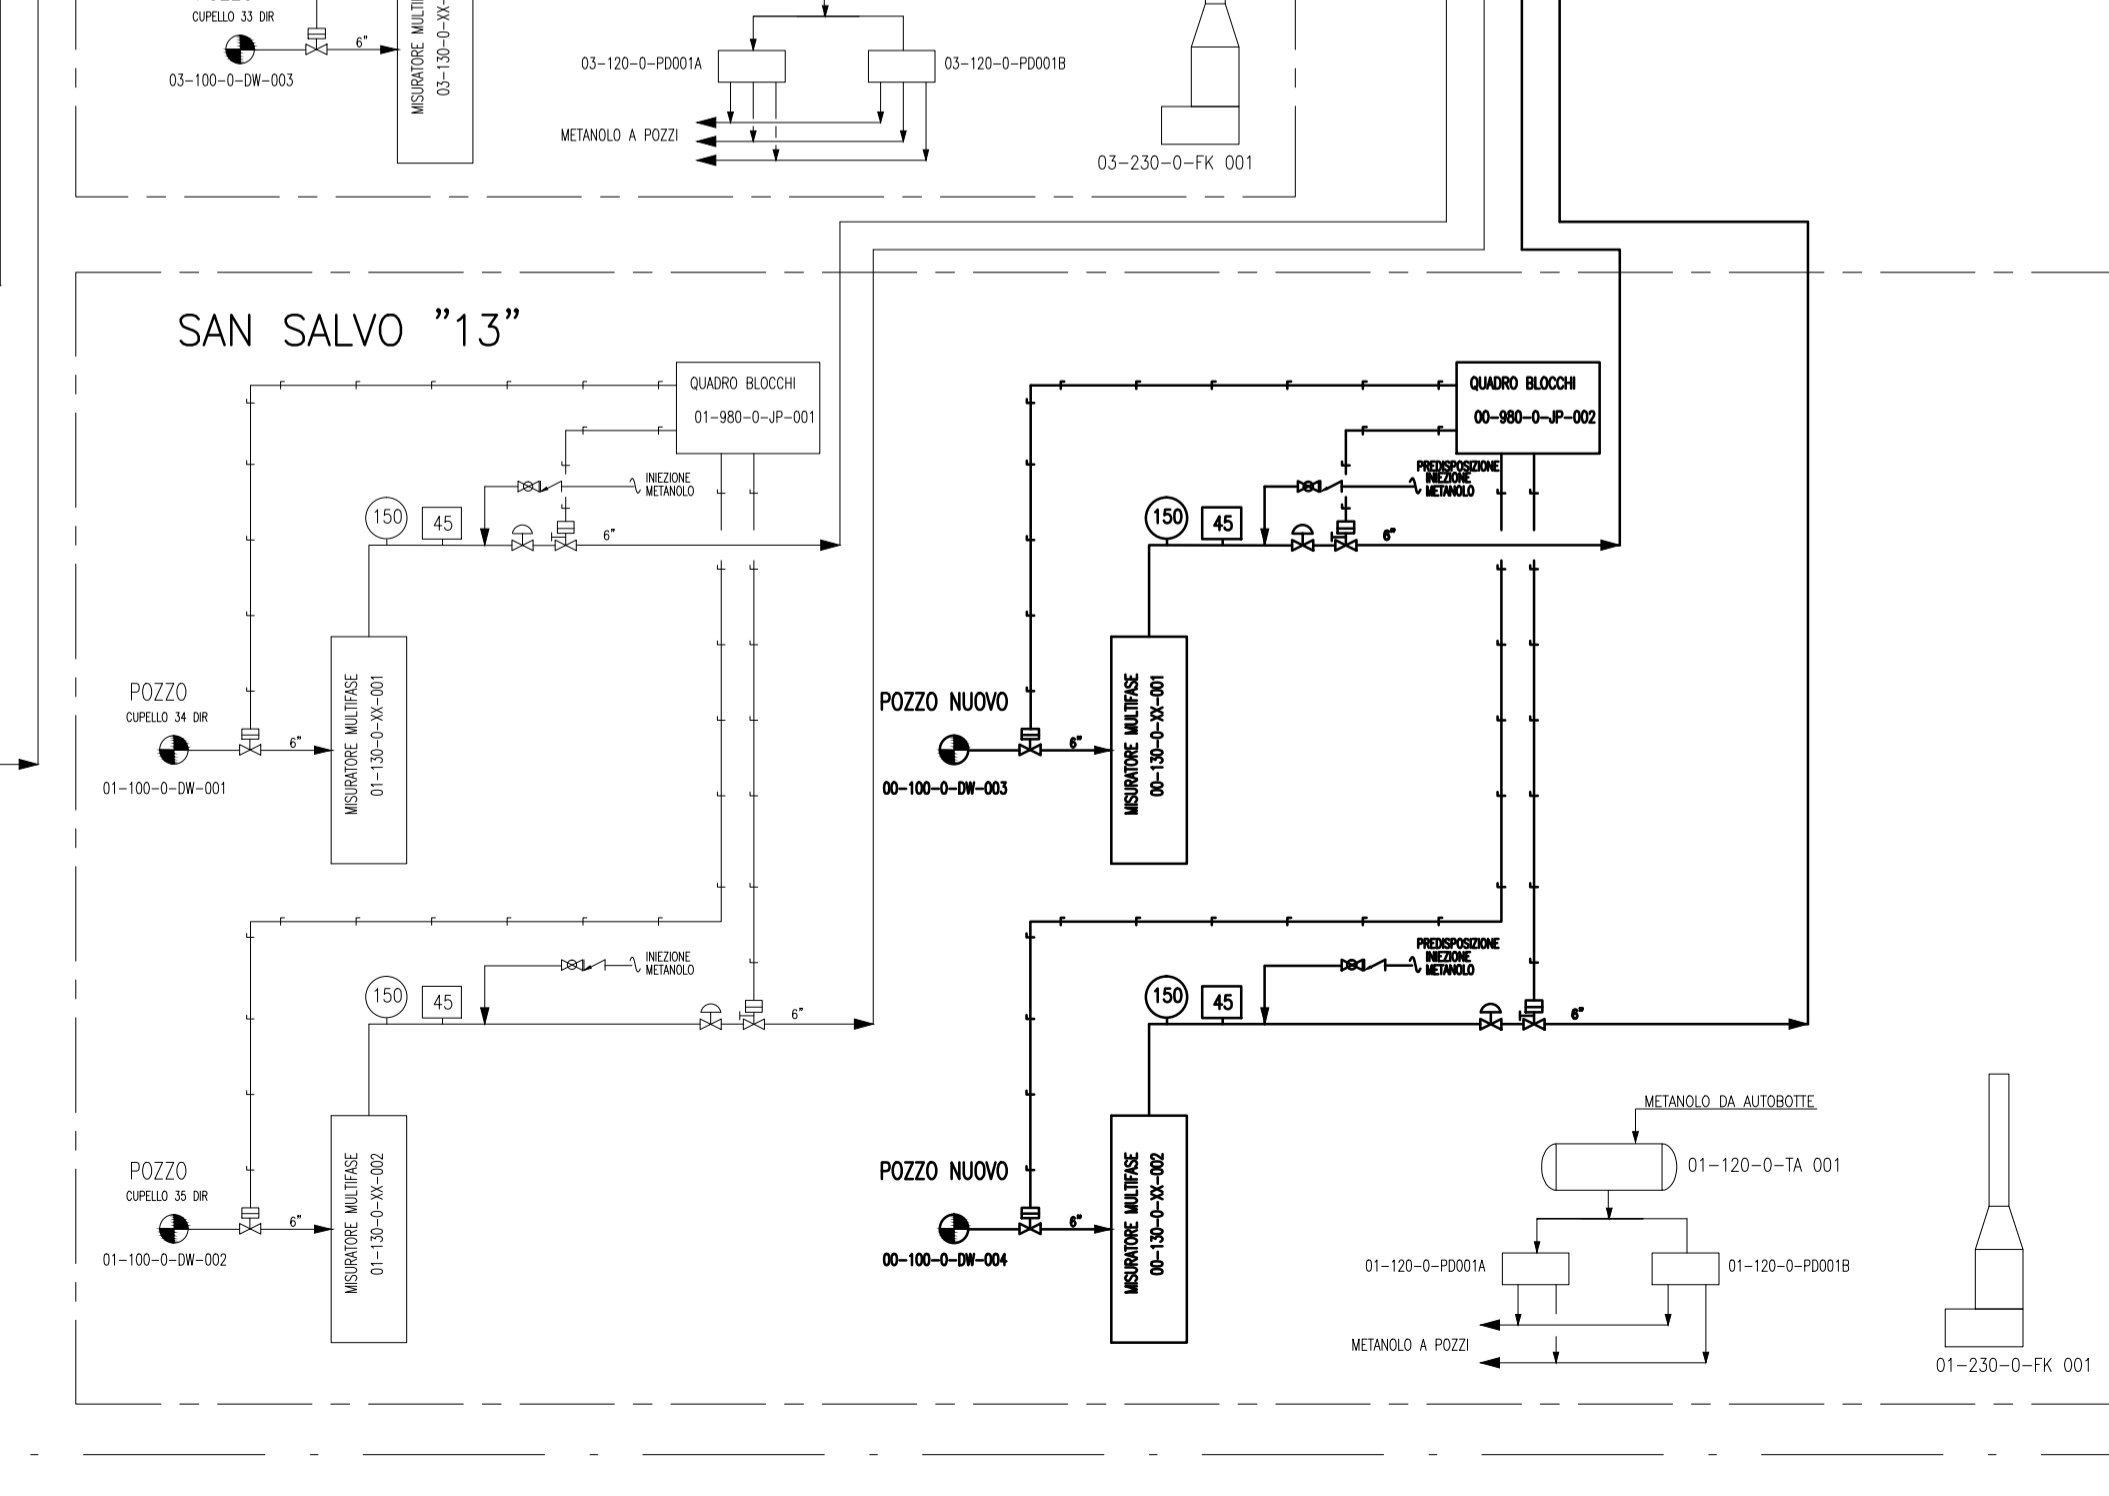 CUPELLO 33 DIR
6"
03-100-0-DW-003
03-130-0-XX-
03-120-0-PD001A
03-120-0-PD001B
METANOLO A POZZI
03-230-0-FK 001
SAN SALVO "13"
QUADRO BLOCCHI
01-980-0-JP-001
INIEZIONE
METANOLO
150
45
6"
POZZO
CUPELLO 34 DIR
6"
01-100-0-DW-001
MISURATORE MULTIFASE
01-130-0-XX-001
INIEZIONE
METANOLO
150
45
6"
POZZO
CUPELLO 35 DIR
6"
01-100-0-DW-002
MISURATORE MULTIFASE
01-130-0-XX-002
QUADRO BLOCCHI
00-980-0-JP-002
PREDISPOSIZIONE
INIEZIONE
METANOLO
150
45
6"
POZZO NUOVO
6"
00-100-0-DW-003
MISURATORE MULTIFASE
00-130-0-XX-001
PREDISPOSIZIONE
INIEZIONE
METANOLO
150
45
6"
POZZO NUOVO
6"
00-100-0-DW-004
MISURATORE MULTIFASE
00-130-0-XX-002
METANOLO DA AUTOBOTTE
01-120-0-TA 001
01-120-0-PD001A
01-120-0-PD001B
METANOLO A POZZI
01-230-0-FK 001